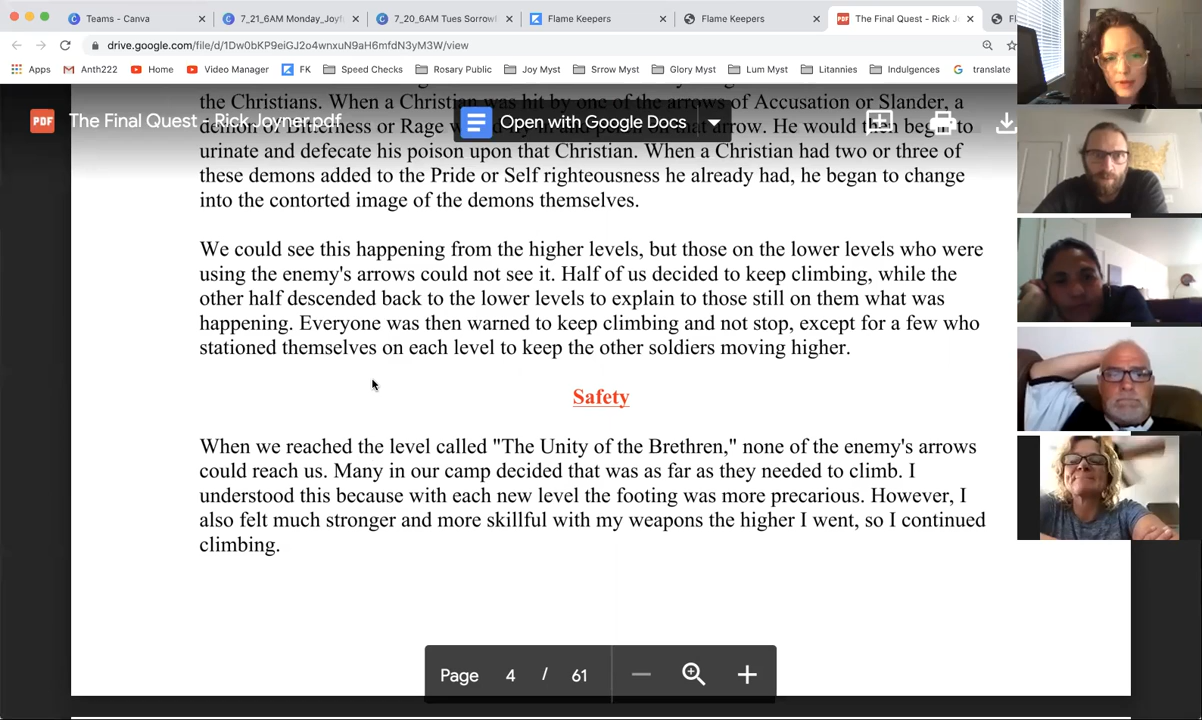 Teams - Canva
7_21_6AM Monday_Joyf
7_20_6AM Tues Sorrow
Flame Keepers
Flame Keepers
The Final Quest - Rick Jo
drive.google.com/file/d/1Dw0bKP9eiGJ2o4wnxuN9aH6mfdN3yM3W/view
Apps
Anth222
Home
Video Manager
FK
Speed Checks
Rosary Public
Joy Myst
Srrow Myst
Glory Myst
Lum Myst
Litannies
Indulgences
translate
PDF The Final Quest - Rick Joyner.pdf
Open with Google Docs
the Christians. When a Christian was hit by one of the arrows of Accusation or Slander, a
demon of Bitterness or Rage arrow. He would then begin to
urinate and defecate his poison upon that Christian. When a Christian had two or three of
these demons added to the Pride or Self righteousness he already had, he began to change
into the contorted image of the demons themselves.
We could see this happening from the higher levels, but those on the lower levels who were
using the enemy's arrows could not see it. Half of us decided to keep climbing, while the
other half descended back to the lower levels to explain to those still on them what was
happening. Everyone was then warned to keep climbing and not stop, except for a few who
stationed themselves on each level to keep the other soldiers moving higher.
Safety
When we reached the level called "The Unity of the Brethren," none of the enemy's arrows
could reach us. Many in our camp decided that was as far as they needed to climb. I
understood this because with each new level the footing was more precarious. However, I
also felt much stronger and more skillful with my weapons the higher I went, so I continued
climbing.
Page 4 / 61